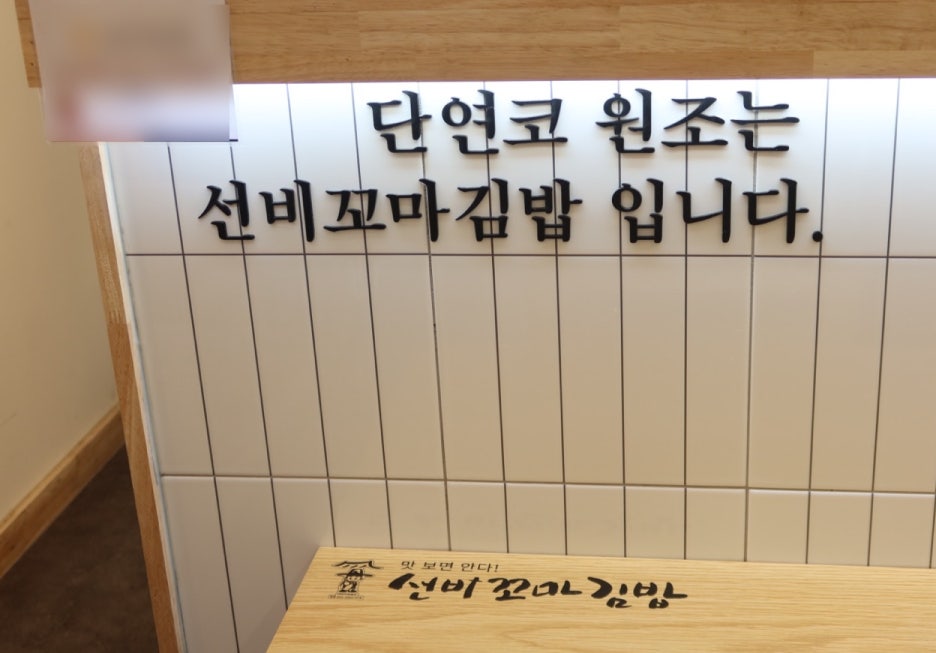 단연코 원조는
선비꼬마김밥 입니다.
맛 보면 안다!
선비꼬마김밥